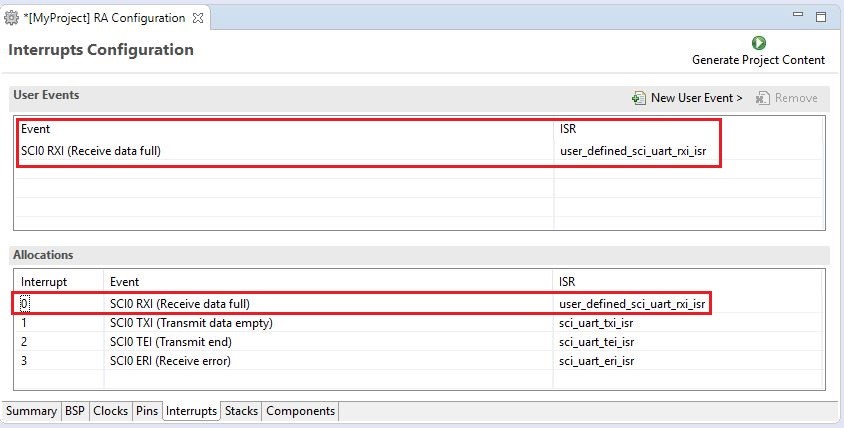 *[MyProject] RA Configuration
Interrupts Configuration
Generate Project Content
User Events
New User Event > Remove
Event ISR
SCI0 RXI (Receive data full) user_defined_sci_uart_rxi_isr
Allocations
Interrupt Event ISR
0 SCI0 RXI (Receive data full) user_defined_sci_uart_rxi_isr
1 SCI0 TXI (Transmit data empty) sci_uart_txi_isr
2 SCI0 TEI (Transmit end) sci_uart_tei_isr
3 SCI0 ERI (Receive error) sci_uart_eri_isr
Summary BSP Clocks Pins Interrupts Stacks Components